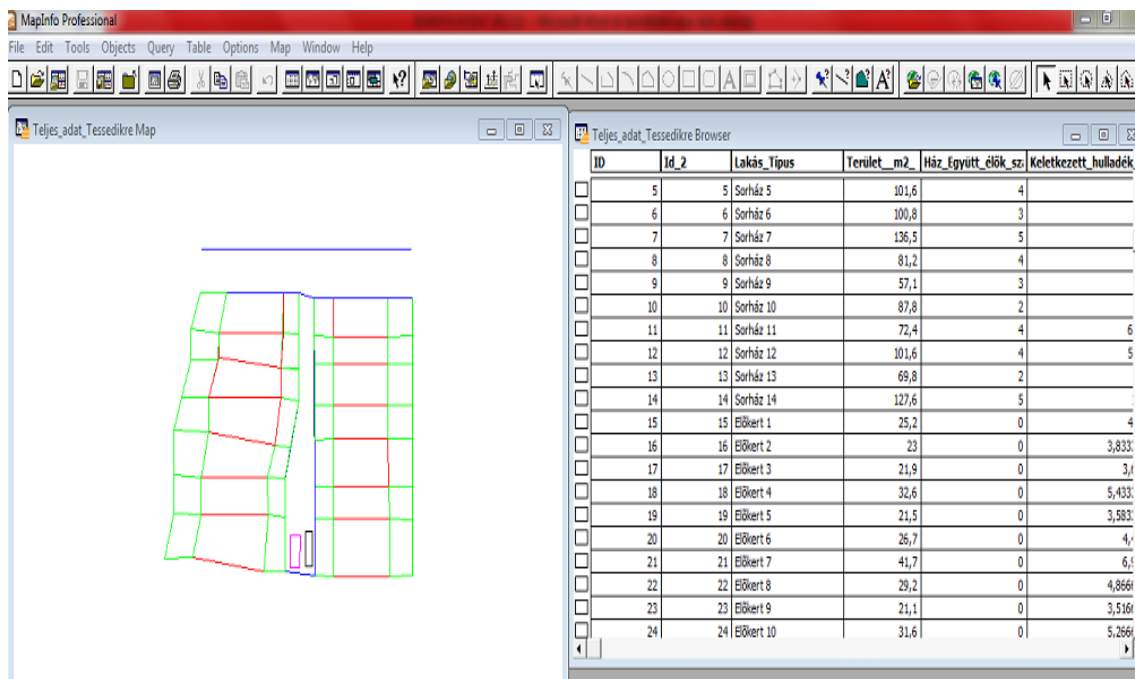 MapInfo Professional
File Edit Tools Objects Query Table Options Map Window Help
Teljes_adat_Tessedikre Map
Teljes_adat_Tessedikre Browser
ID Id_2 Lakás_Típus Terület__m2_ Ház_Együtt_élők_sz Keletkezett_hulladék_
5 5 Sorház 5 101,6 4
6 6 Sorház 6 100,8 3
7 7 Sorház 7 136,5 5
8 8 Sorház 8 81,2 4
9 9 Sorház 9 57,1 3
10 10 Sorház 10 87,8 2
11 11 Sorház 11 72,4 4 6
12 12 Sorház 12 101,6 4 5
13 13 Sorház 13 69,8 2
14 14 Sorház 14 127,6 5
15 15 Előkert 1 25,2 0 4
16 16 Előkert 2 23 0 3,833
17 17 Előkert 3 21,9 0 3,6
18 18 Előkert 4 32,6 0 5,433
19 19 Előkert 5 21,5 0 3,583
20 20 Előkert 6 26,7 0 4,
21 21 Előkert 7 41,7 0 6,9
22 22 Előkert 8 29,2 0 4,866
23 23 Előkert 9 21,1 0 3,516
24 24 Előkert 10 31,6 0 5,266